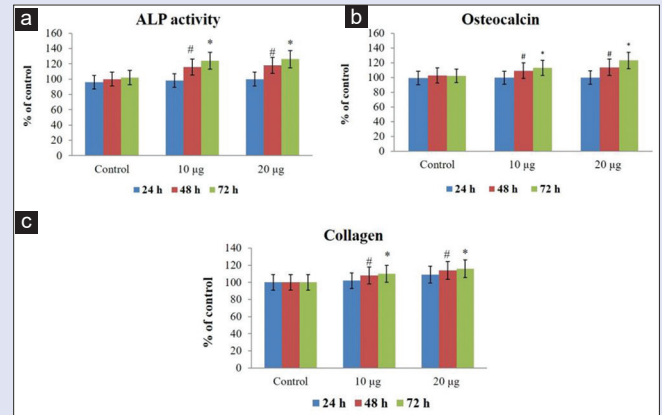 a
ALP activity
160
140
120
100
80
60
40
20
0
% of control
# * # *
Control 10 µg 20 µg
24 h 48 h 72 h
b
Osteocalcin
160
140
120
100
80
60
40
20
0
% of control
# * # *
Control 10 µg 20 µg
24 h 48 h 72 h
c
Collagen
140
120
100
80
60
40
20
0
% of control
# * # *
Control 10 µg 20 µg
24 h 48 h 72 h